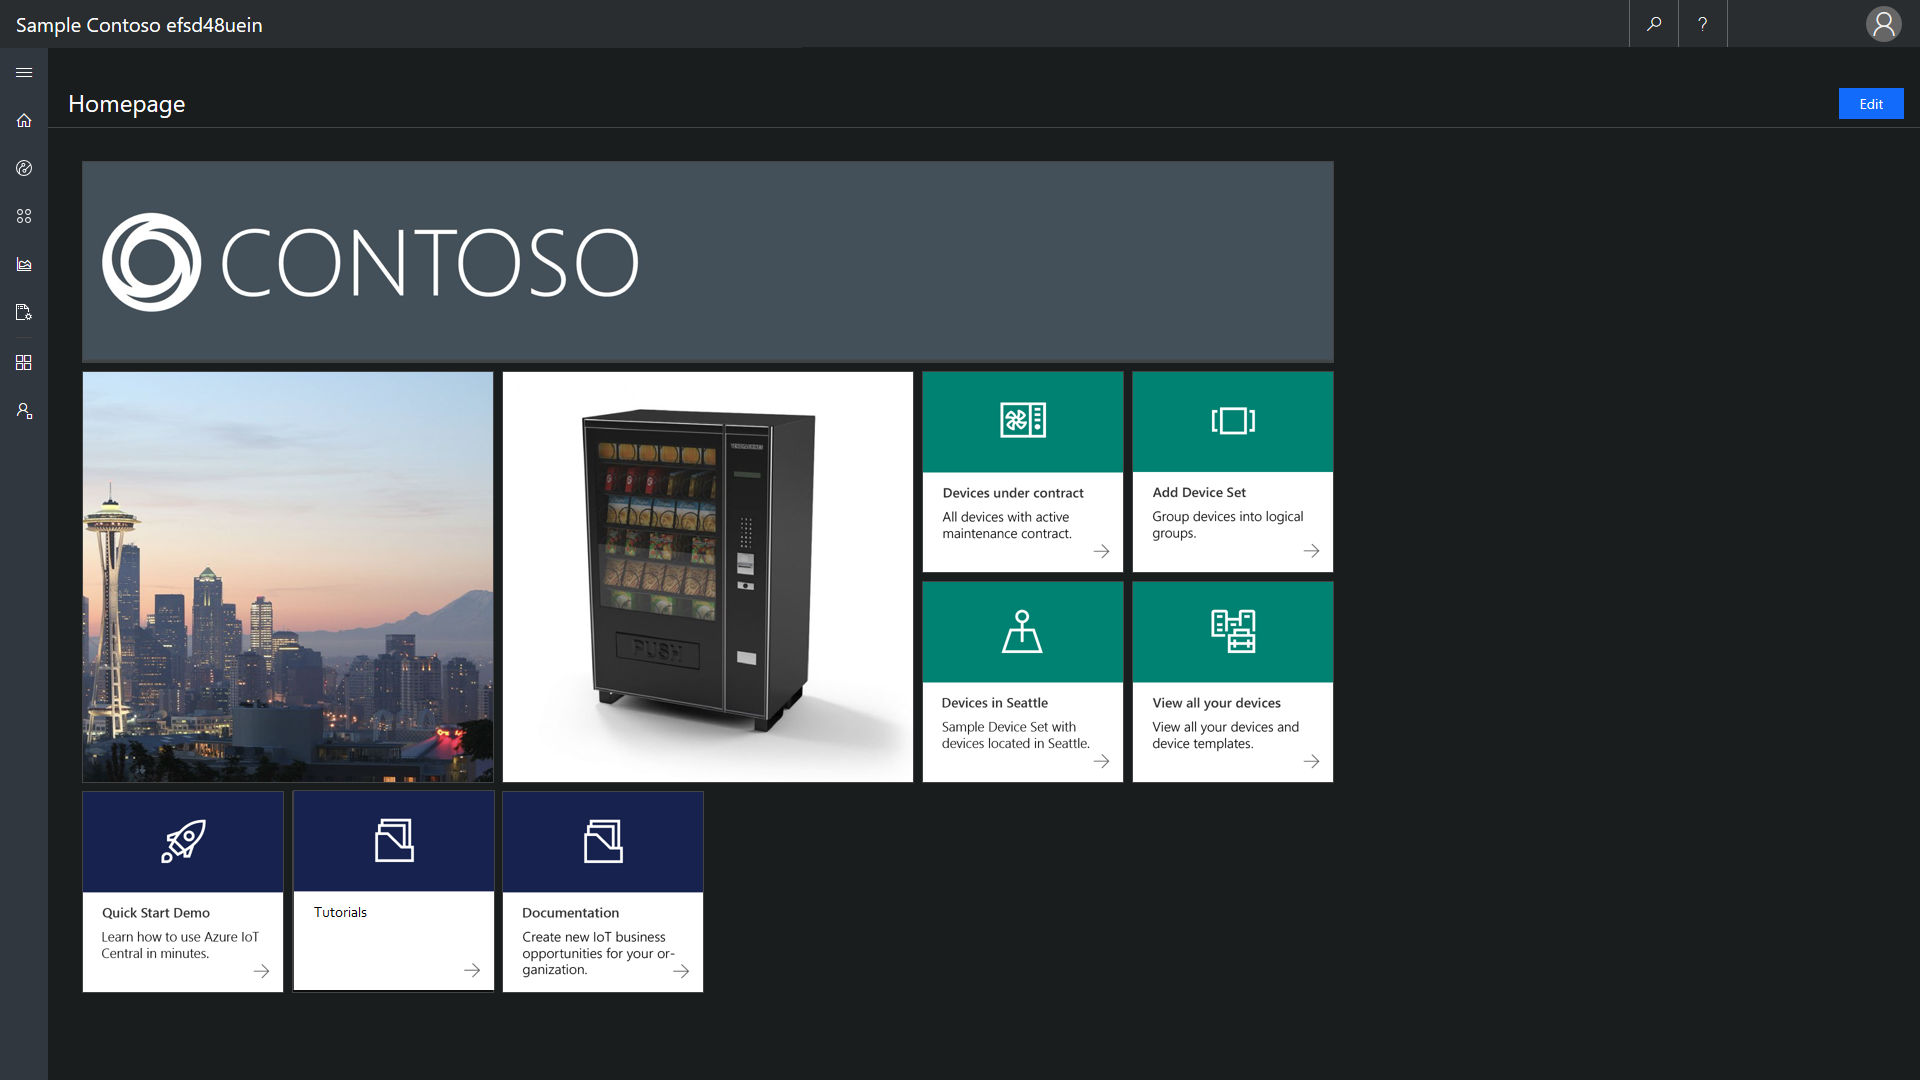 Sample Contoso efsd48uein
?
Homepage
Edit
CONTOSO
PUSH
Devices under contract
All devices with active
maintenance contract.
Add Device Set
Group devices into logical
groups.
Devices in Seattle
Sample Device Set with
devices located in Seattle.
View all your devices
View all your devices and
device templates.
Quick Start Demo
Learn how to use Azure IoT
Central in minutes.
Tutorials
Documentation
Create new IoT business
opportunities for your or-
ganization.